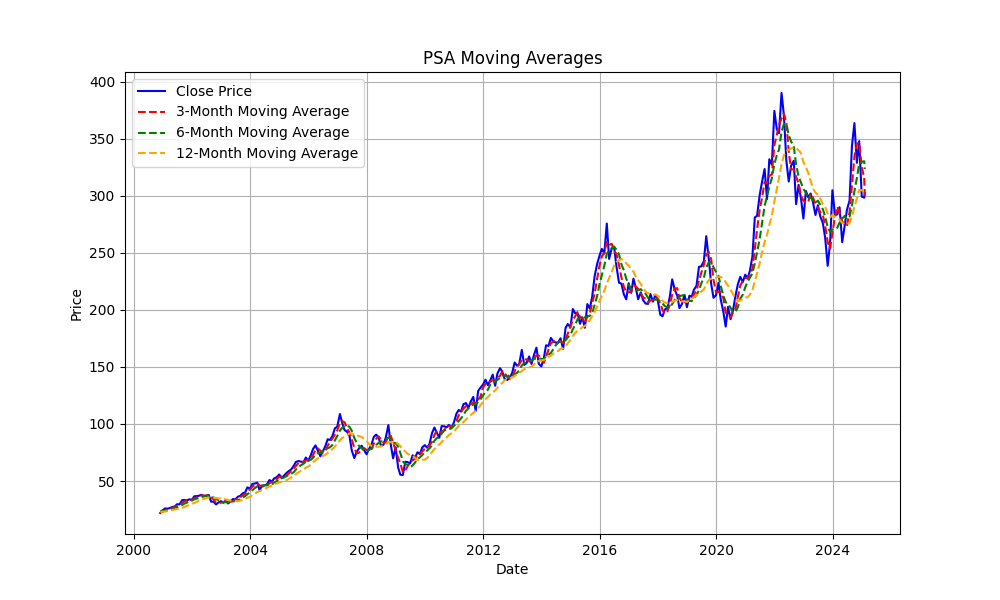 PSA Moving Averages
Close Price
3-Month Moving Average
6-Month Moving Average
12-Month Moving Average
Price
400
350
300
250
200
150
100
50
2000 2004 2008 2012 2016 2020 2024
Date